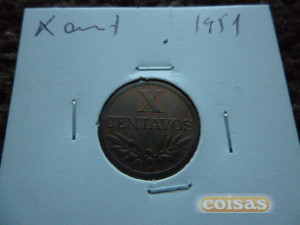 X cent 1951
X
CENTAVOS
coisas